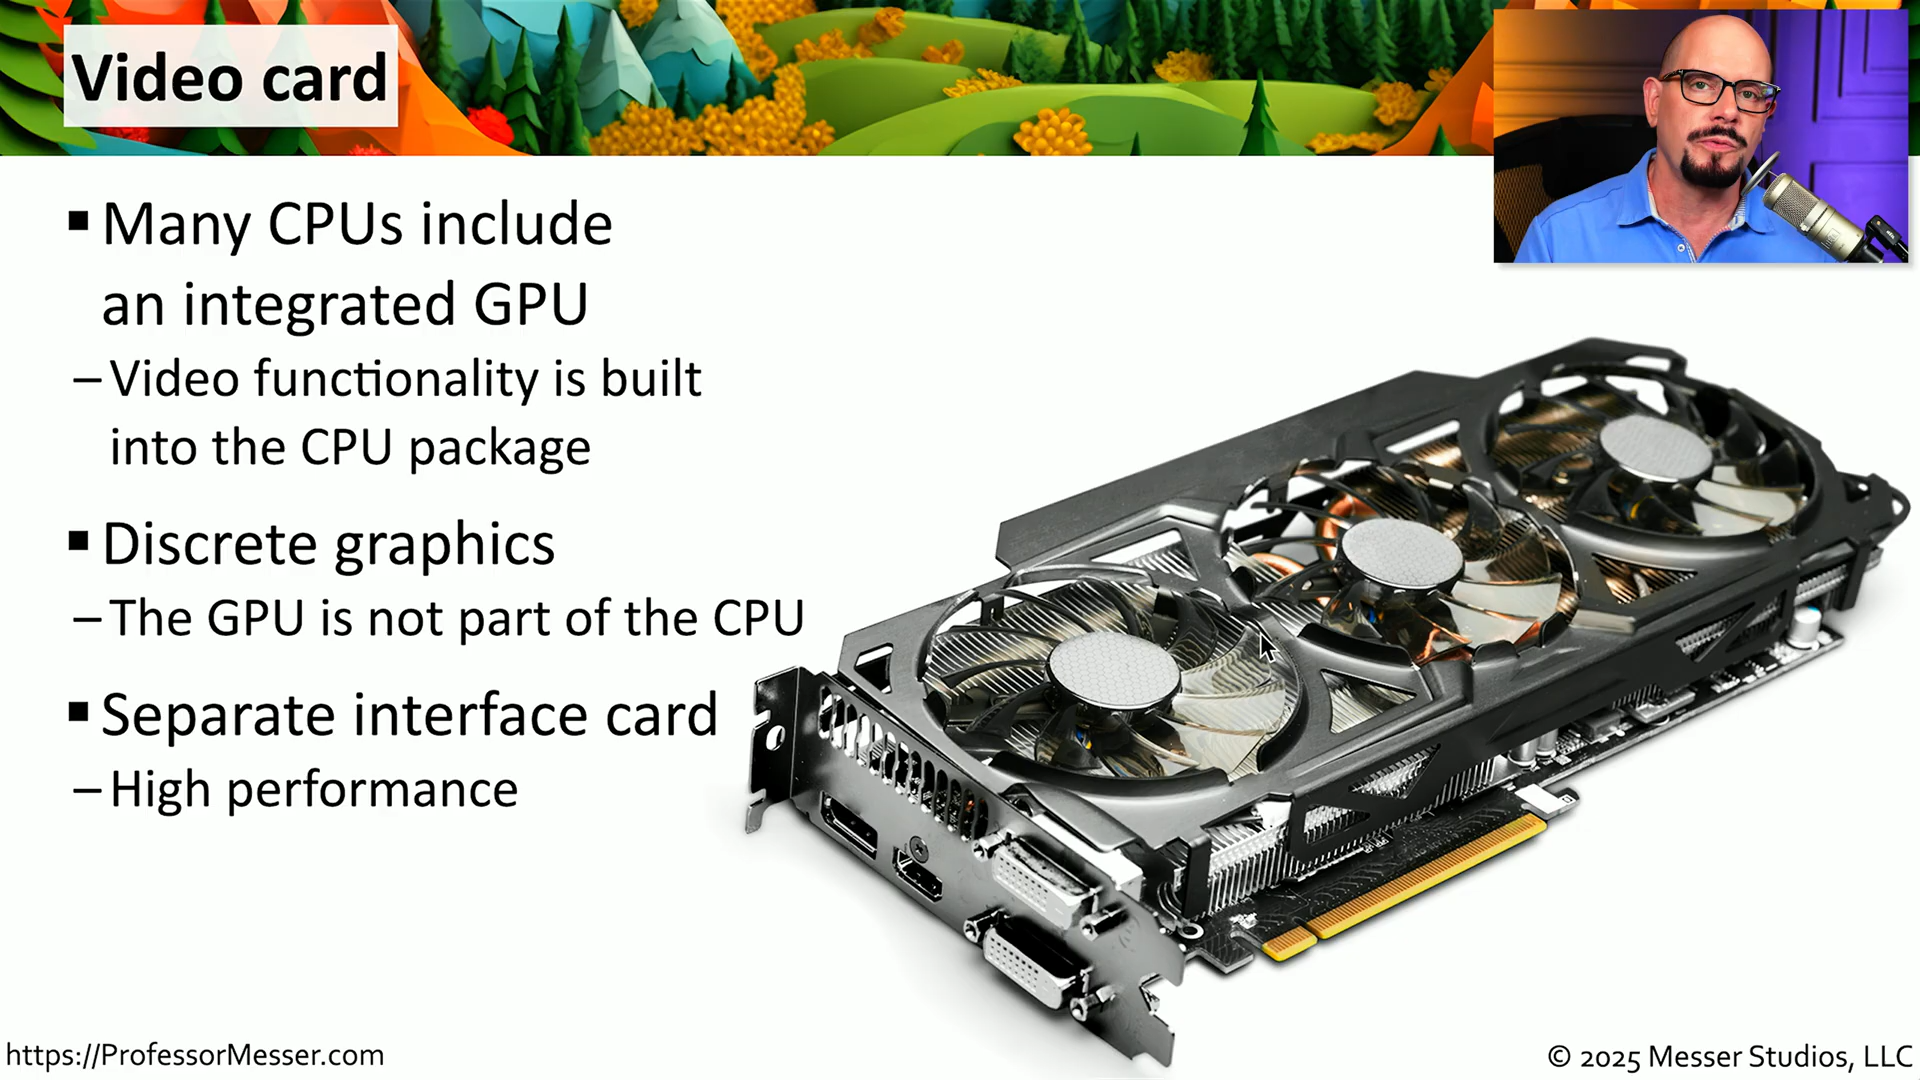 Video card
▪ Many CPUs include
an integrated GPU
– Video functionality is built
into the CPU package
▪ Discrete graphics
– The GPU is not part of the CPU
▪ Separate interface card
– High performance
https://ProfessorMesser.com
© 2025 Messer Studios, LLC